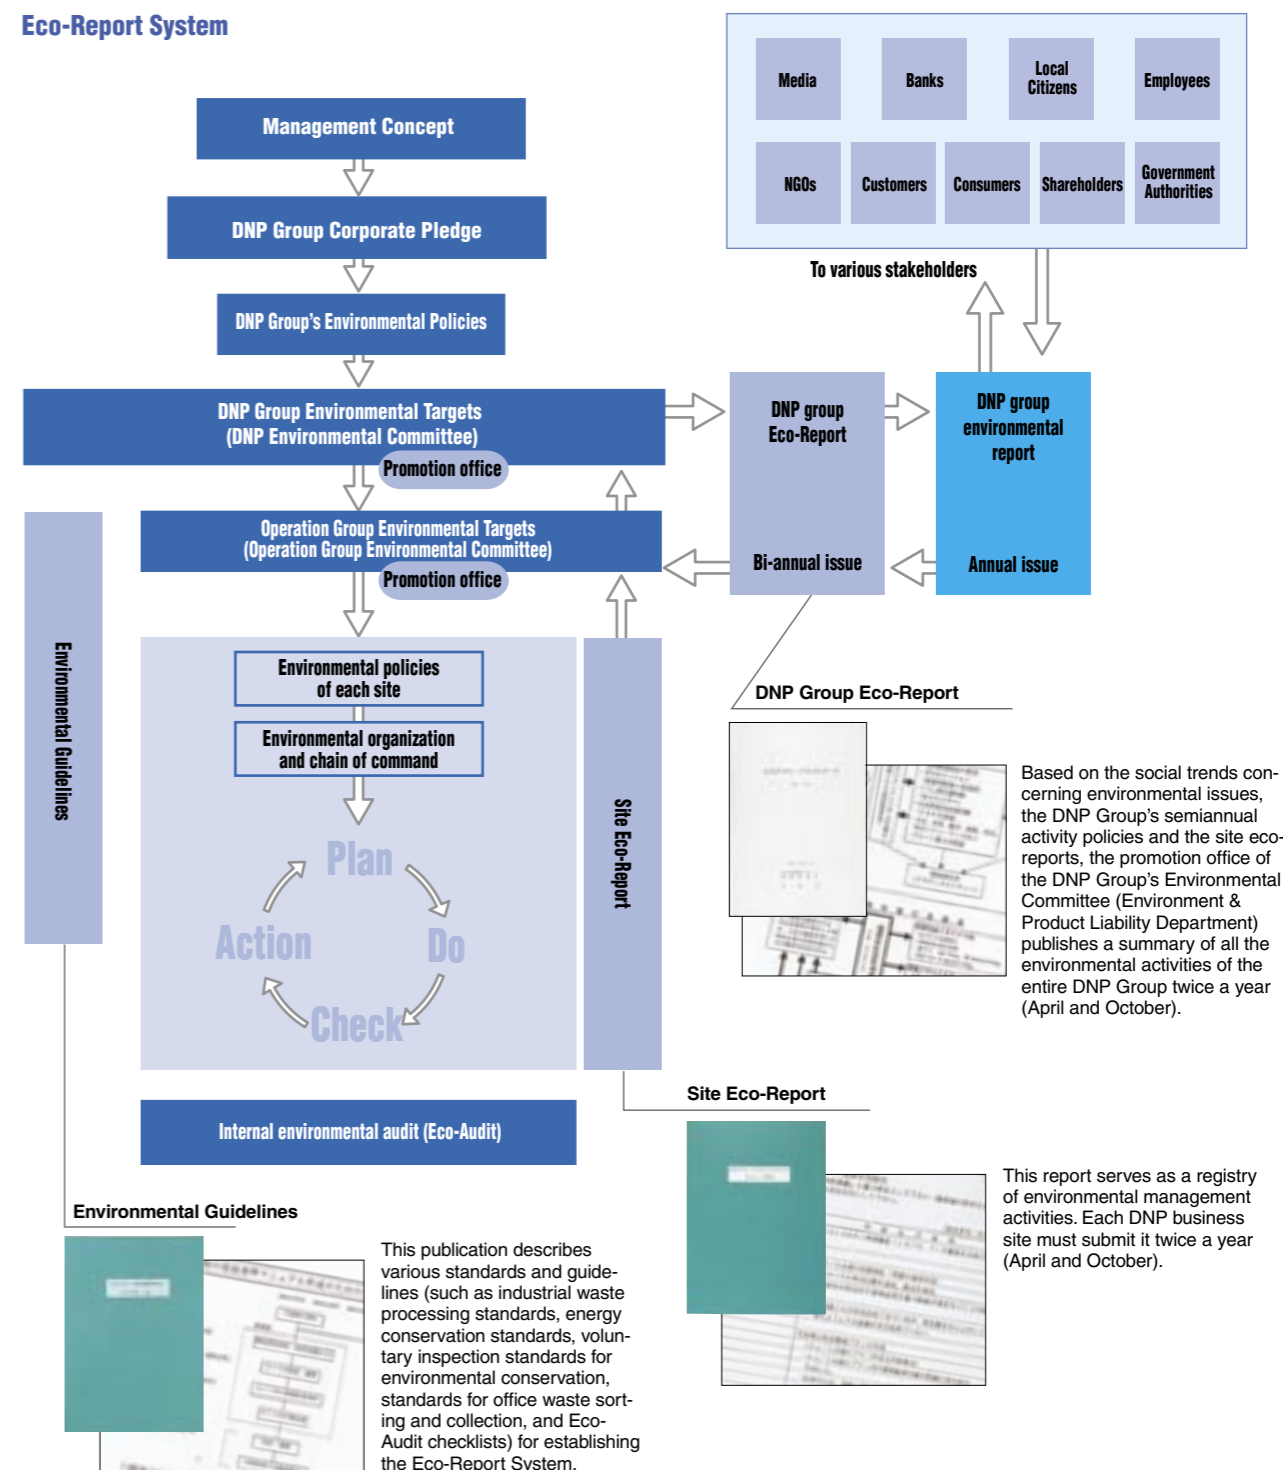 Eco-Report System
Management Concept
DNP Group Corporate Pledge
DNP Group's Environmental Policies
DNP Group Environmental Targets
(DNP Environmental Committee)
Promotion office
Operation Group Environmental Targets
(Operation Group Environmental Committee)
Promotion office
Media
Banks
Local
Citizens
Employees
NGOs
Customers
Consumers
Shareholders
Government
Authorities
To various stakeholders
DNP group
Eco-Report
Bi-annual issue
DNP group
environmental
report
Annual issue
Environmental Guidelines
Environmental policies
of each site
Environmental organization
and chain of command
Plan
Do
Check
Action
Site Eco-Report
Internal environmental audit (Eco-Audit)
DNP Group Eco-Report
Based on the social trends con-
cerning environmental issues,
the DNP Group's semiannual
activity policies and the site eco-
reports, the promotion office of
the DNP Group's Environmental
Committee (Environment &
Product Liability Department)
publishes a summary of all the
environmental activities of the
entire DNP Group twice a year
(April and October).
Site Eco-Report
This report serves as a registry
of environmental management
activities. Each DNP business
site must submit it twice a year
(April and October).
Environmental Guidelines
This publication describes
various standards and guide-
lines (such as industrial waste
processing standards, energy
conservation standards, volun-
tary inspection standards for
environmental conservation,
standards for office waste sort-
ing and collection, and Eco-
Audit checklists) for establishing
the Eco-Report System.